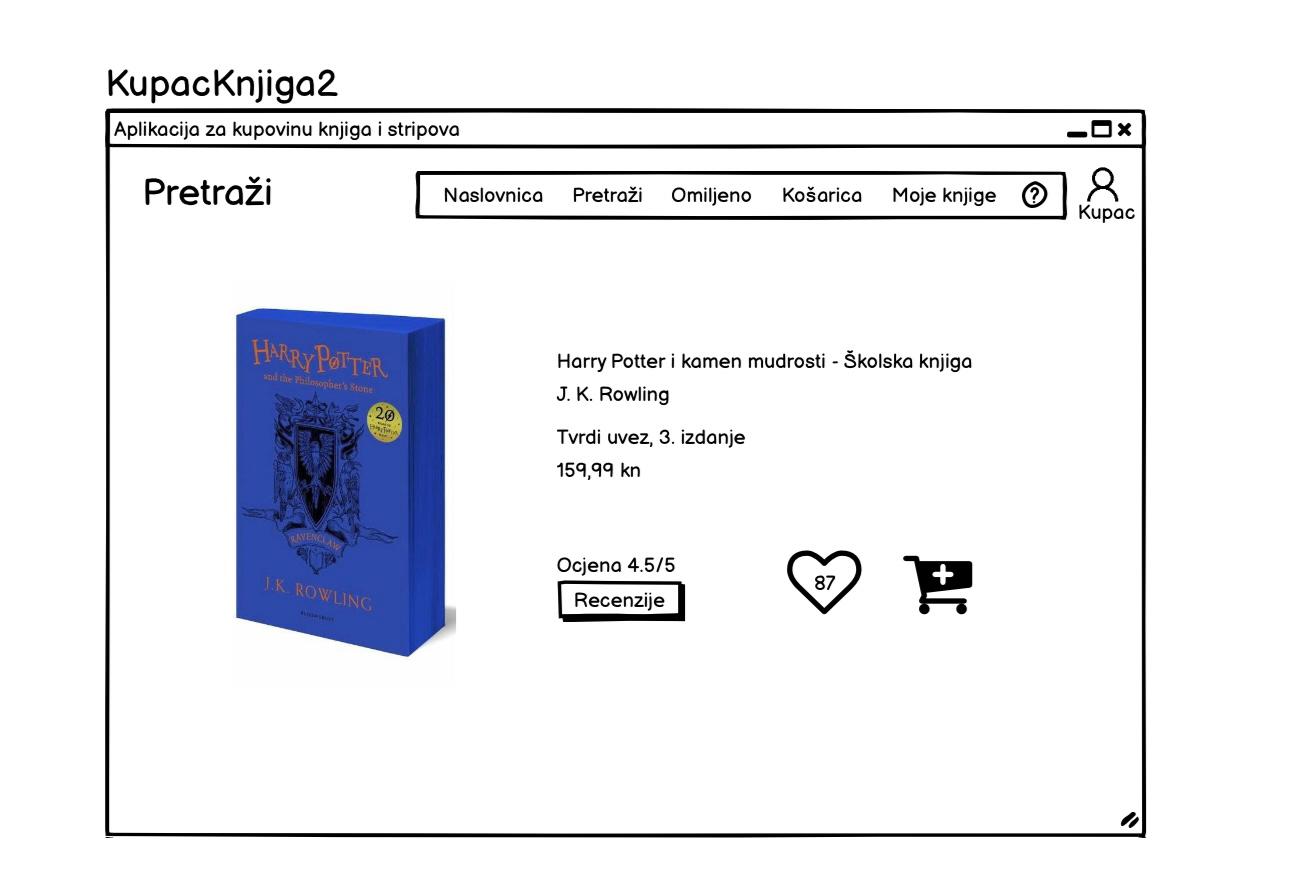 KupacKnjiga2
Aplikacija za kupovinu knjiga i stripova
Pretraži
Naslovnica Pretraži Omiljeno Košarica Moje knjige ?
Kupac
HARRY POTTER
and the Philosopher's Stone
20
HARRY POTTER
RAVENCLAW
J.K. ROWLING
BLOOMSBURY
Harry Potter i kamen mudrosti - Školska knjiga
J. K. Rowling
Tvrdi uvez, 3. izdanje
159,99 kn
Ocjena 4.5/5
Recenzije
87